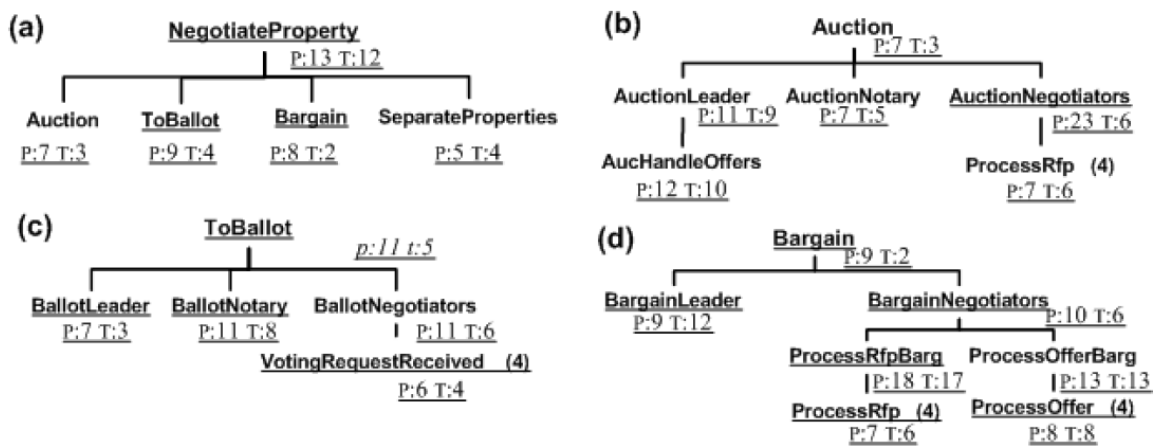 (a)
NegotiateProperty
P:13 T:12
Auction ToBallot Bargain SeparateProperties
P:7 T:3 P:9 T:4 P:8 T:2 P:5 T:4
(b)
Auction
P:7 T:3
AuctionLeader AuctionNotary AuctionNegotiators
P:11 T:9 P:7 T:5 P:23 T:6
AucHandleOffers ProcessRfp (4)
P:12 T:10 P:7 T:6
(c)
ToBallot
p:11 t:5
BallotLeader BallotNotary BallotNegotiators
P:7 T:3 P:11 T:8 P:11 T:6
VotingRequestReceived (4)
P:6 T:4
(d)
Bargain
P:9 T:2
BargainLeader BargainNegotiators
P:9 T:12 P:10 T:6
ProcessRfpBarg ProcessOfferBarg
P:18 T:17 P:13 T:13
ProcessRfp (4) ProcessOffer (4)
P:7 T:6 P:8 T:8